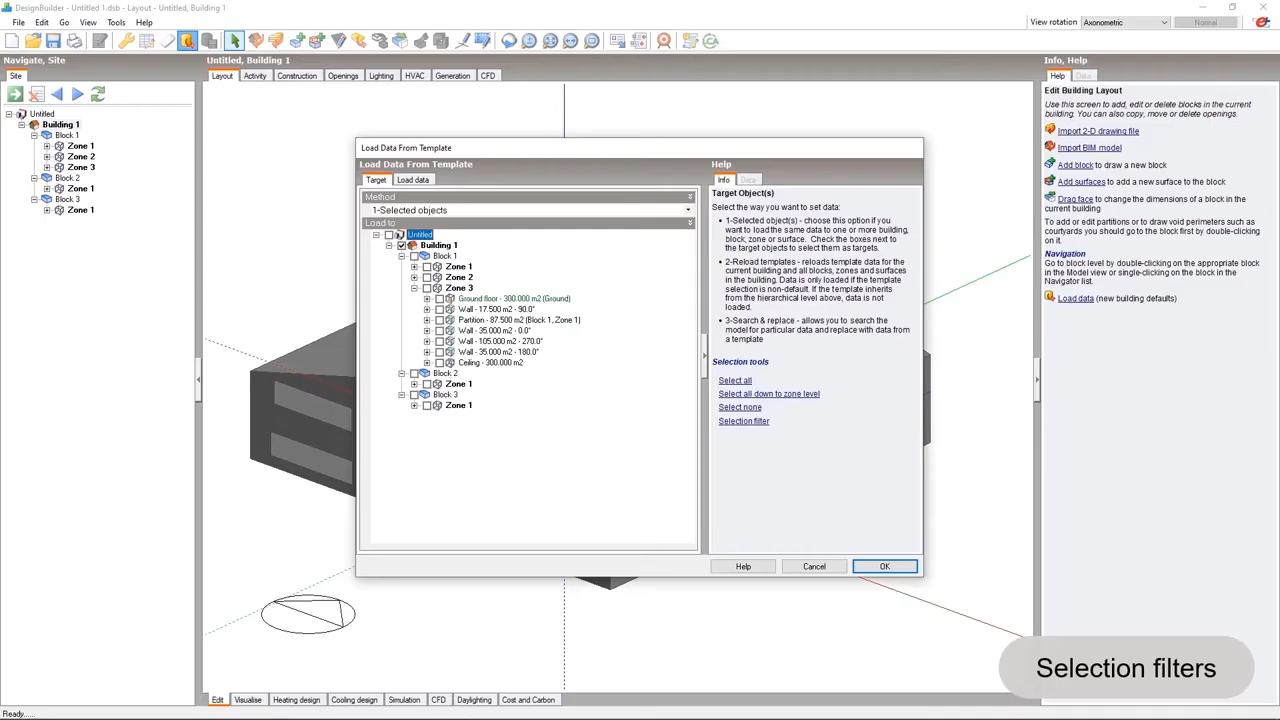 DesignBuilder - Untitled 1.dsb - Layout - Untitled, Building 1
File Edit Go View Tools Help
View rotation Axonometric Normal
Navigate, Site
Site
Untitled
Building 1
Block 1
Zone 1
Zone 2
Zone 3
Block 2
Zone 1
Block 3
Zone 1
Untitled, Building 1
Layout Activity Construction Openings Lighting HVAC Generation CFD
Load Data From Template
Load Data From Template
Target Load data
Method
1-Selected objects
Load to
Untitled
Building 1
Block 1
Zone 1
Zone 2
Zone 3
Ground floor - 300.000 m2 (Ground)
Wall - 17.500 m2 - 90.0°
Partition - 87.500 m2 (Block 1, Zone 1)
Wall - 35.000 m2 - 0.0°
Wall - 105.000 m2 - 270.0°
Wall - 35.000 m2 - 180.0°
Ceiling - 300.000 m2
Block 2
Zone 1
Block 3
Zone 1
Help
Info Data
Target Object(s)
Select the way you want to set data:
• 1-Selected object(s) - choose this option if you
want to load the same data to one or more building,
block, zone or surface. Check the boxes next to
the target objects to select them as targets.
• 2-Reload templates - reloads template data for the
current building and all blocks, zones and surfaces
in the building. Data is only loaded if the template
selection is non-default. If the template inherits
from the hierarchical level above, data is not
loaded.
• 3-Search & replace - allows you to search the
model for particular data and replace with data from
a template
Selection tools
Select all
Select all down to zone level
Select none
Selection filter
Help Cancel OK
Info, Help
Help Data
Edit Building Layout
Use this screen to add, edit or delete blocks in the current
building. You can also copy, move or delete openings.
Import 2-D drawing file
Import BIM model
Add block to draw a new block
Add surfaces to add a new surface to the block
Drag face to change the dimensions of a block in the
current building
To add or edit partitions or to draw void perimeters such as
courtyards you should go to the block first by double-clicking
on it.
Navigation
Go to block level by double-clicking on the appropriate block
in the Model view or single-clicking on the block in the
Navigator list.
Load data (new building defaults)
Selection filters
Edit Visualise Heating design Cooling design Simulation CFD Daylighting Cost and Carbon
Ready.....